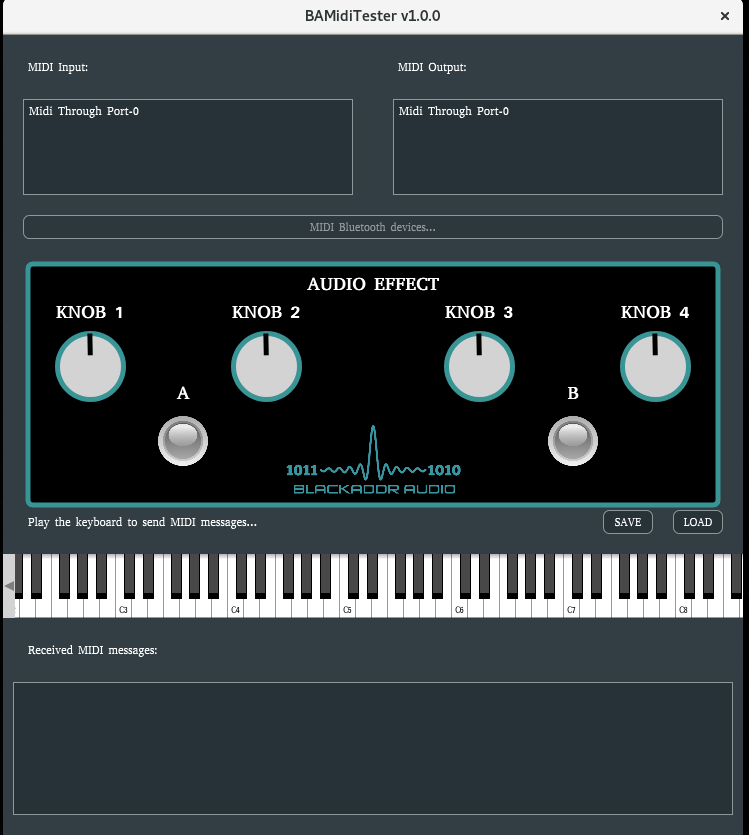 BAMidiTester v1.0.0
MIDI Input:
MIDI Output:
Midi Through Port-0
Midi Through Port-0
MIDI Bluetooth devices...
AUDIO EFFECT
KNOB 1
KNOB 2
KNOB 3
KNOB 4
A
B
1011
1010
BLACKADDR AUDIO
Play the keyboard to send MIDI messages...
SAVE
LOAD
C3
C4
C5
C6
C7
C8
Received MIDI messages: